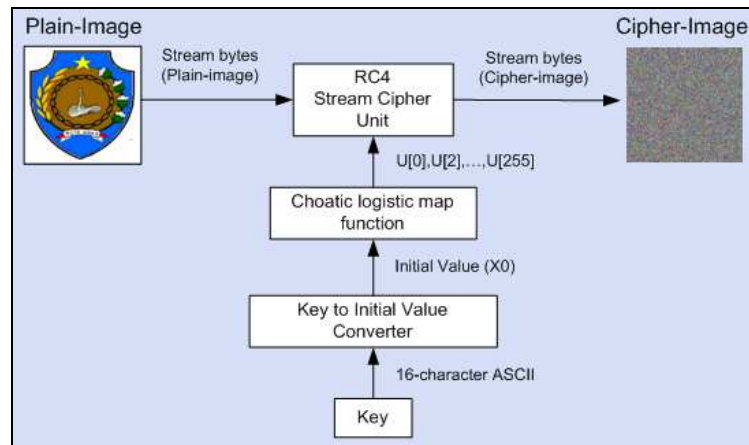 Plain-Image
Cipher-Image
Stream bytes
(Plain-image)
RC4
Stream Cipher
Unit
Stream bytes
(Cipher-image)
U[0],U[2],...,U[255]
Choatic logistic map
function
Initial Value (X0)
Key to Initial Value
Converter
16-character ASCII
Key